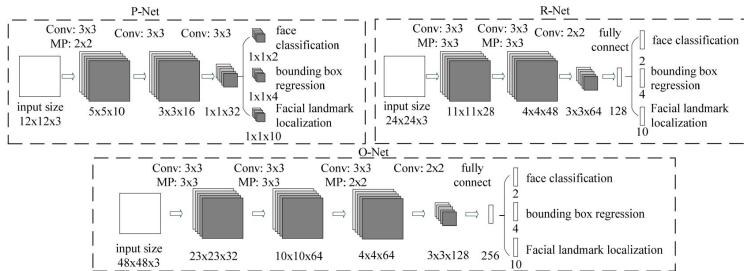 P-Net
Conv: 3x3 Conv: 3x3 Conv: 3x3 face
MP: 2x2 classification
1x1x2
bounding box
regression
1x1x4
Facial landmark
localization
input size
12x12x3 5x5x10 3x3x16 1x1x32 1x1x10
R-Net
Conv: 3x3 Conv: 3x3 Conv: 2x2 fully
MP: 3x3 MP: 3x3 connect
face classification
2
bounding box
regression
4
Facial landmark
localization
input size
24x24x3 11x11x28 4x4x48 3x3x64 128 10
O-Net
Conv: 3x3 Conv: 3x3 Conv: 3x3 Conv: 2x2 fully
MP: 3x3 MP: 3x3 MP: 2x2 connect
face classification
2
bounding box regression
4
Facial landmark localization
input size
48x48x3 23x23x32 10x10x64 4x4x64 3x3x128 256 10